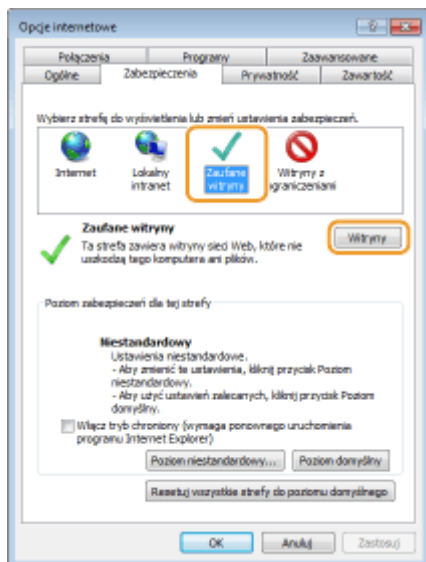 Opcje internetowe
Połączenia Programy Zaawansowane
Ogólne Zabezpieczenia Prywatność Zawartość
Wybierz strefę do wyświetlenia lub zmień ustawienia zabezpieczeń.
Internet Lokalny intranet Zaufane witryny Witryny z ograniczeniami
Zaufane witryny
Witryny
Ta strefa zawiera witryny sieci Web, które nie
uszkodzą tego komputera ani plików.
Poziom zabezpieczeń dla tej strefy
Niestandardowy
Ustawienia niestandardowe.
- Aby zmienić te ustawienia, kliknij przycisk Poziom
niestandardowy.
- Aby użyć ustawień zalecanych, kliknij przycisk Poziom
domyślny.
Włącz tryb chroniony (wymaga ponownego uruchomienia
programu Internet Explorer)
Poziom niestandardowy... Poziom domyślny
Resetuj wszystkie strefy do poziomu domyślnego
OK Anuluj Zastosuj